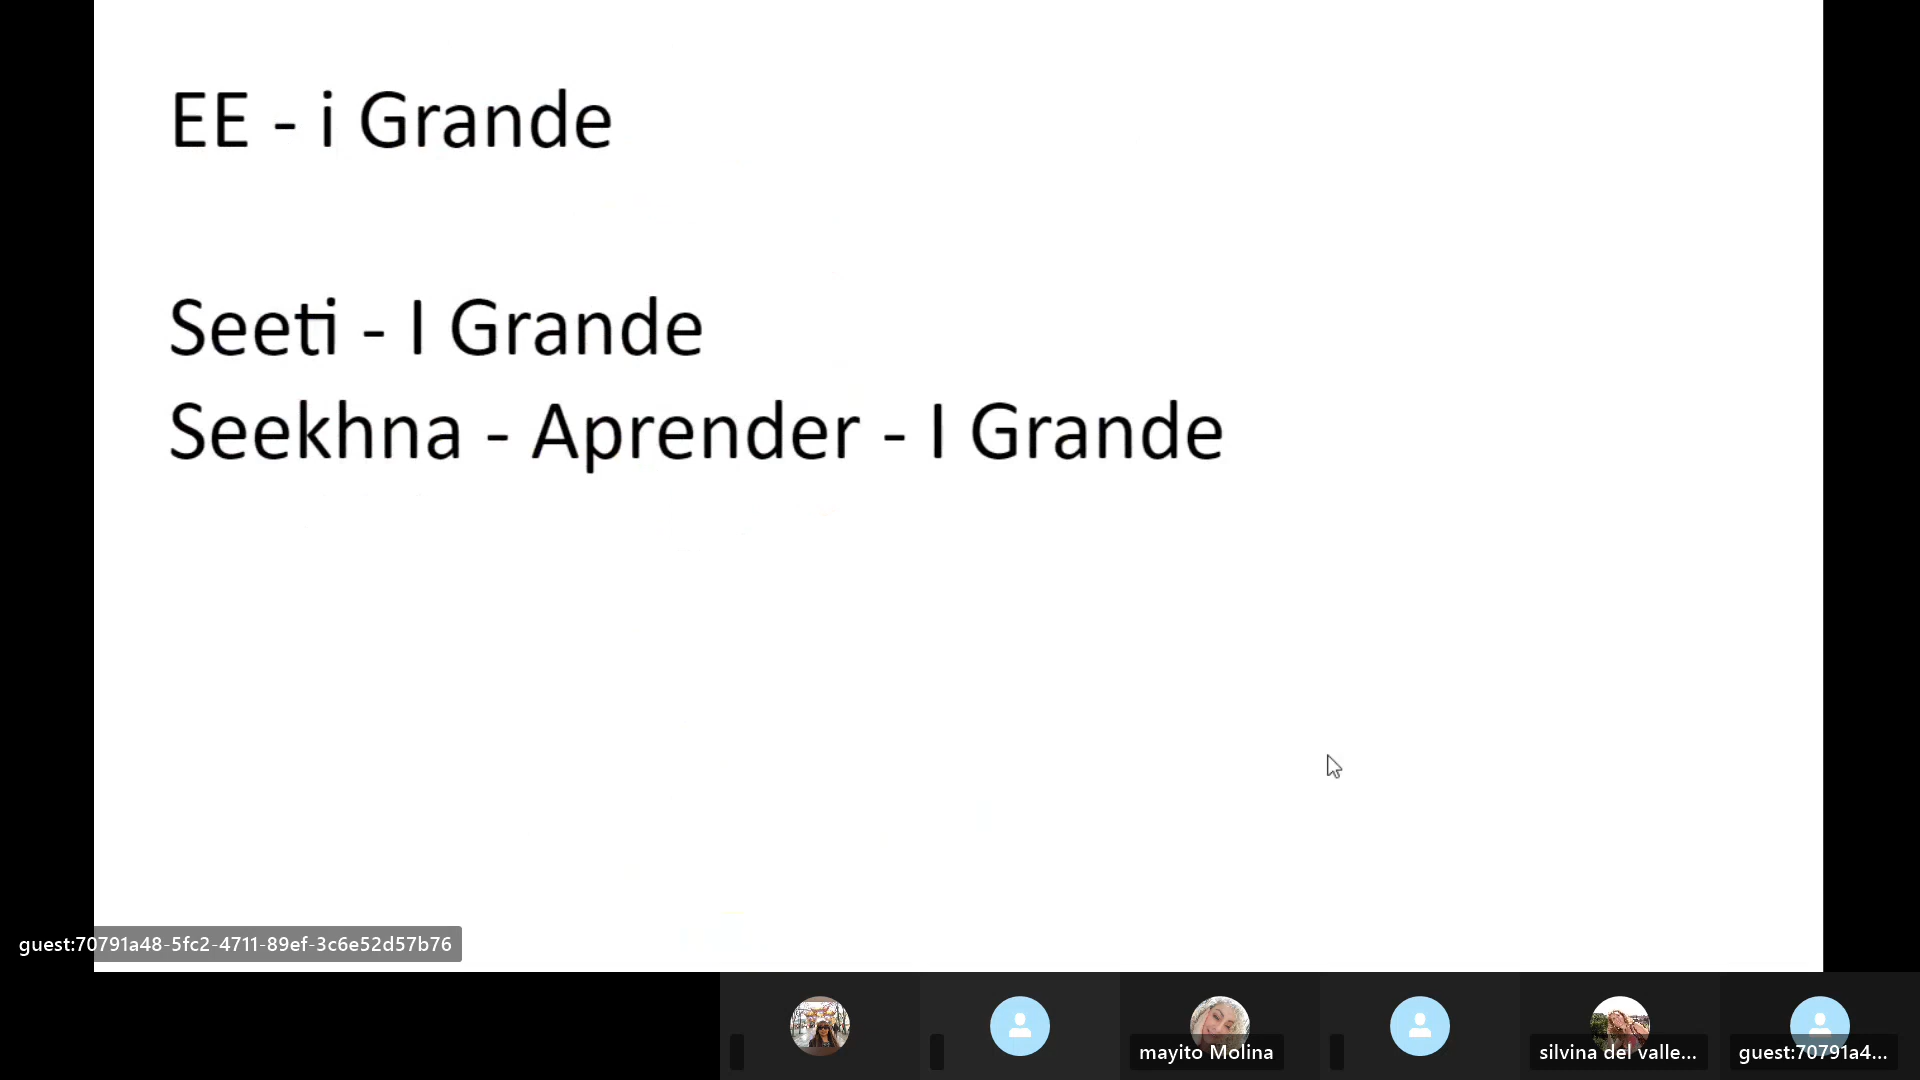 EE - i Grande
Seeti - I Grande
Seekhna - Aprender - I Grande
guest:70791a48-5fc2-4711-89ef-3c6e52d57b76
mayito Molina
silvina del valle...
guest:70791a4...